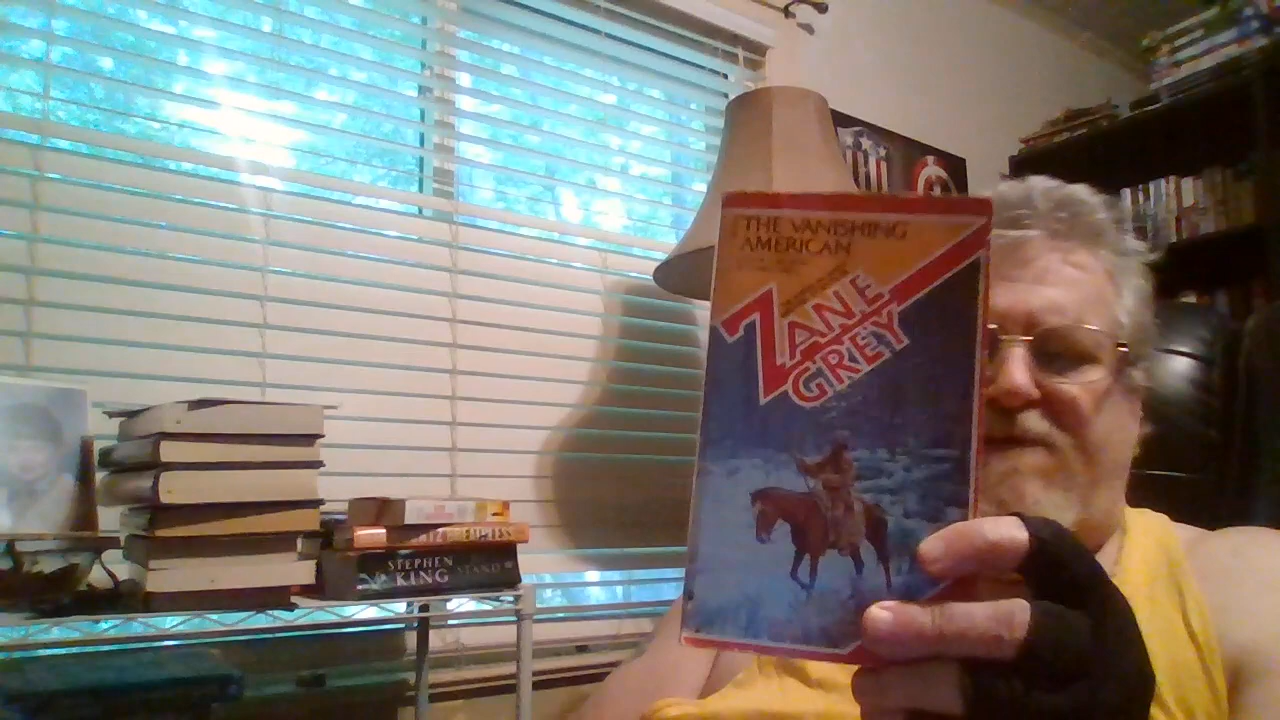 THE VANISHING
AMERICAN
ZANE
GREY
STEPHEN
KING
STAND